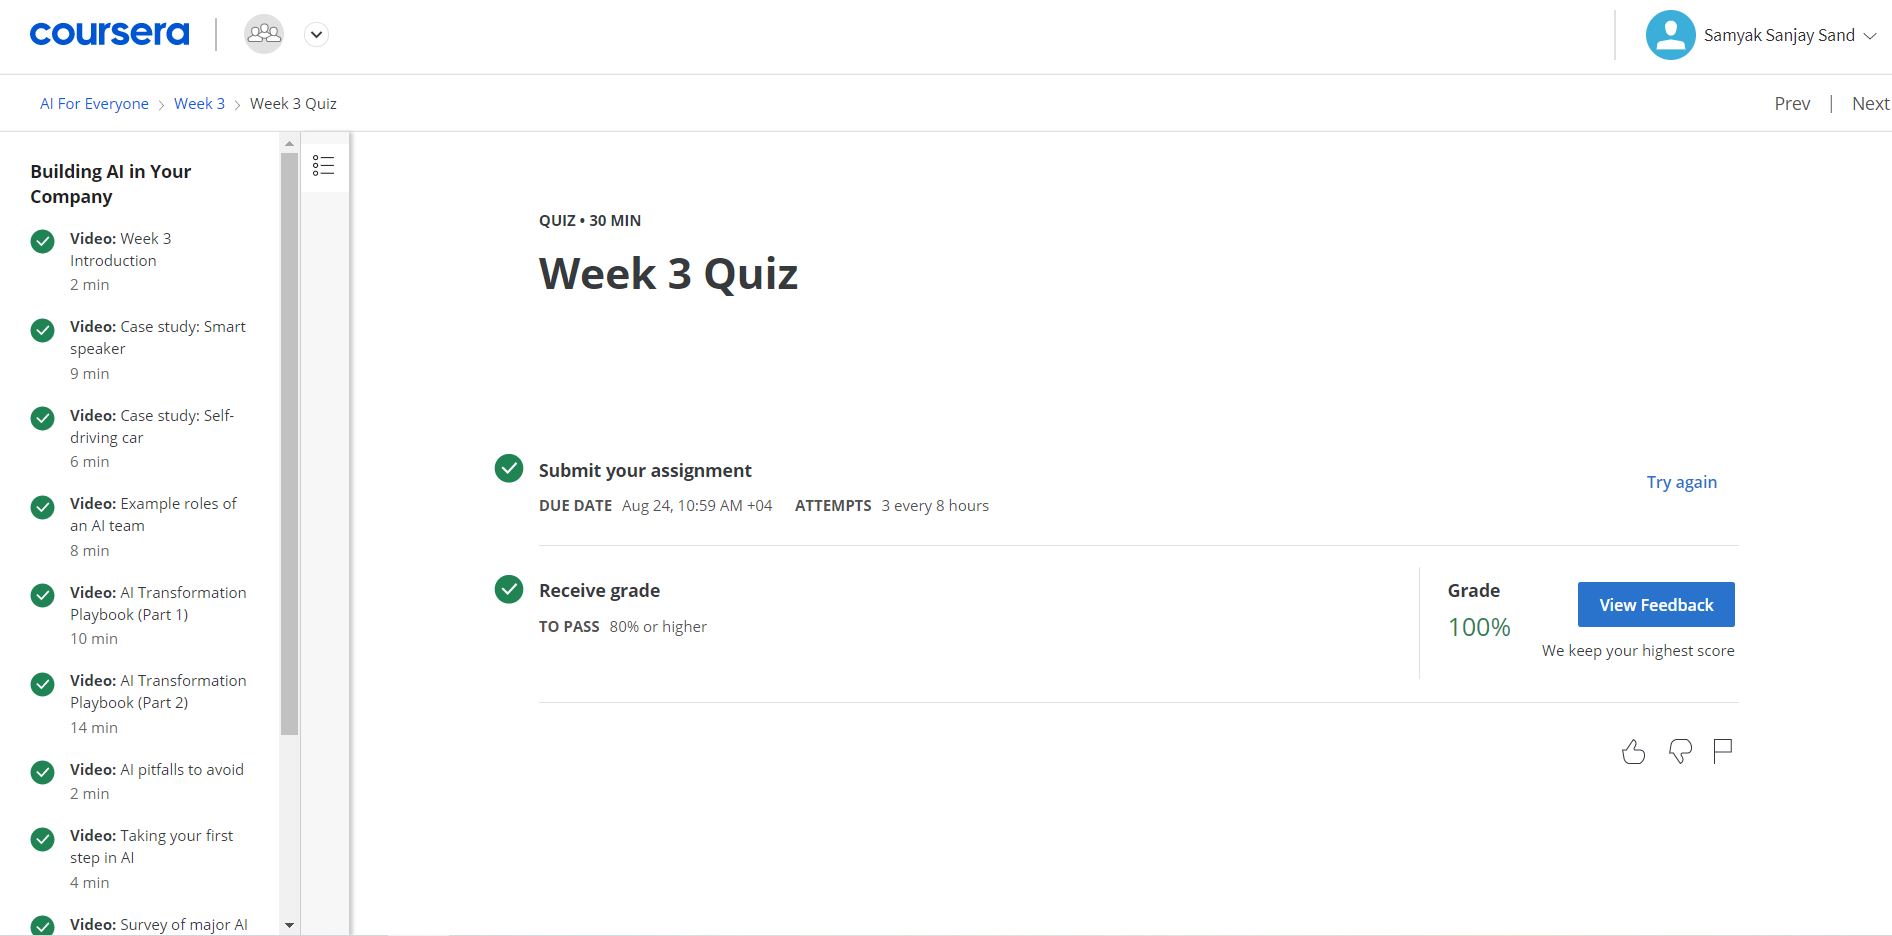 coursera
Samyak Sanjay Sand
AI For Everyone > Week 3 > Week 3 Quiz
Prev | Next
Building AI in Your
Company
Video: Week 3
Introduction
2 min
Video: Case study: Smart
speaker
9 min
Video: Case study: Self-
driving car
6 min
Video: Example roles of
an AI team
8 min
Video: AI Transformation
Playbook (Part 1)
10 min
Video: AI Transformation
Playbook (Part 2)
14 min
Video: AI pitfalls to avoid
2 min
Video: Taking your first
step in AI
4 min
Video: Survey of major AI
QUIZ • 30 MIN
Week 3 Quiz
Submit your assignment
DUE DATE Aug 24, 10:59 AM +04 ATTEMPTS 3 every 8 hours
Try again
Receive grade
TO PASS 80% or higher
Grade
100%
View Feedback
We keep your highest score